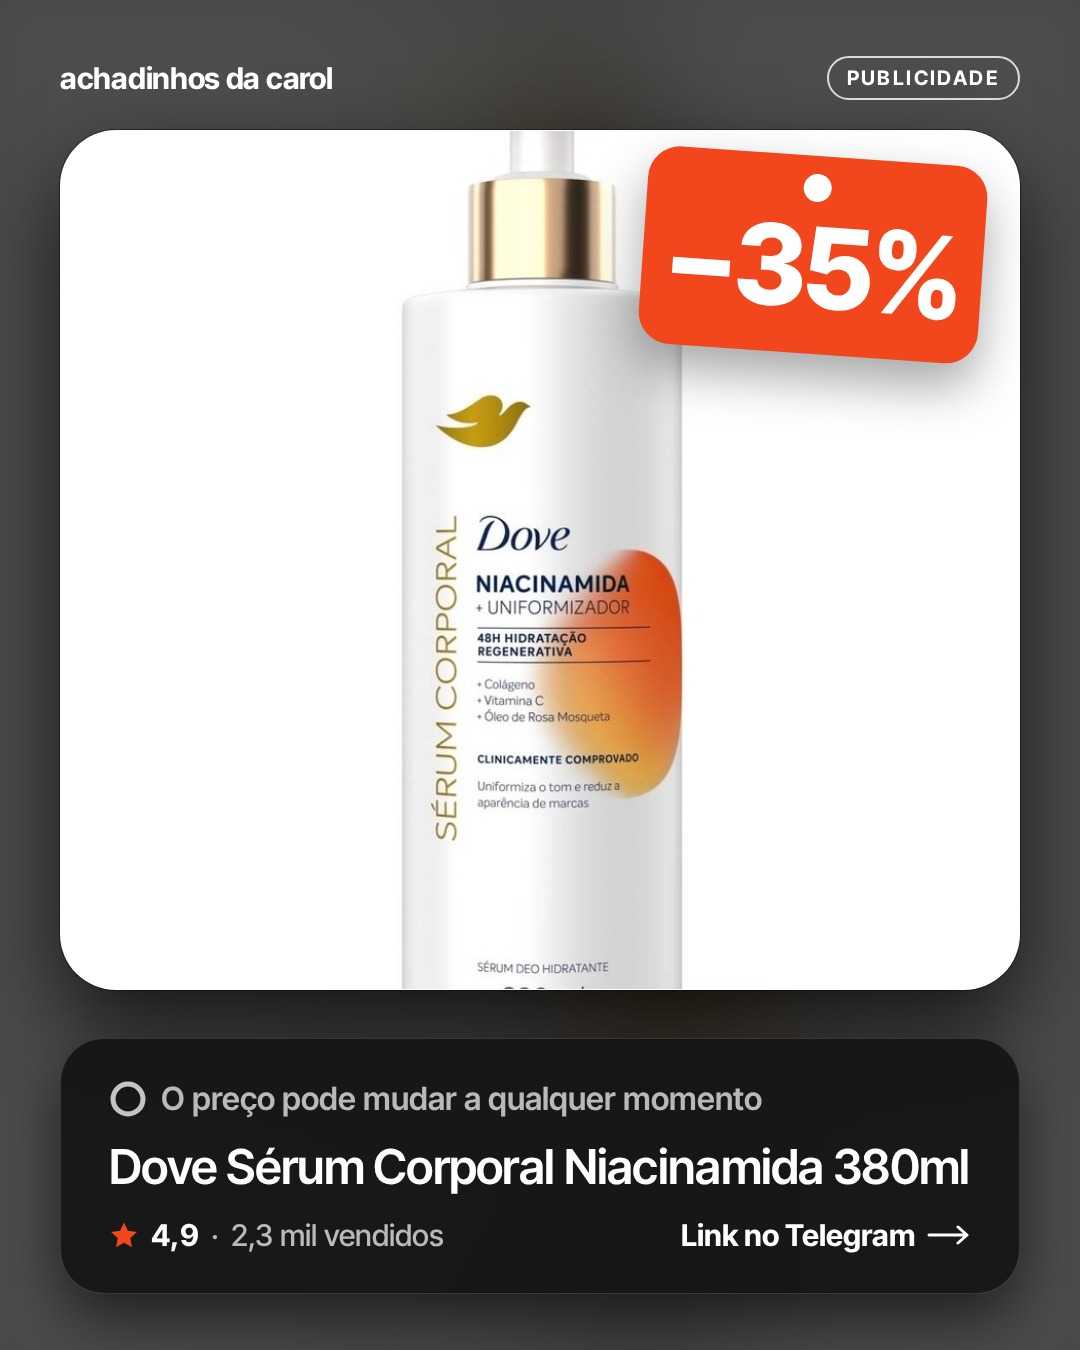 achadinhos da carol
PUBLICIDADE
−35%
SÉRUM CORPORAL
Dove
NIACINAMIDA
+ UNIFORMIZADOR
48H HIDRATAÇÃO
REGENERATIVA
+ Colágeno
+ Vitamina C
+ Óleo de Rosa Mosqueta
CLINICAMENTE COMPROVADO
Uniformiza o tom e reduz a
aparência de marcas
SÉRUM DEO HIDRATANTE
O preço pode mudar a qualquer momento
Dove Sérum Corporal Niacinamida 380ml
4,9 · 2,3 mil vendidos
Link no Telegram →